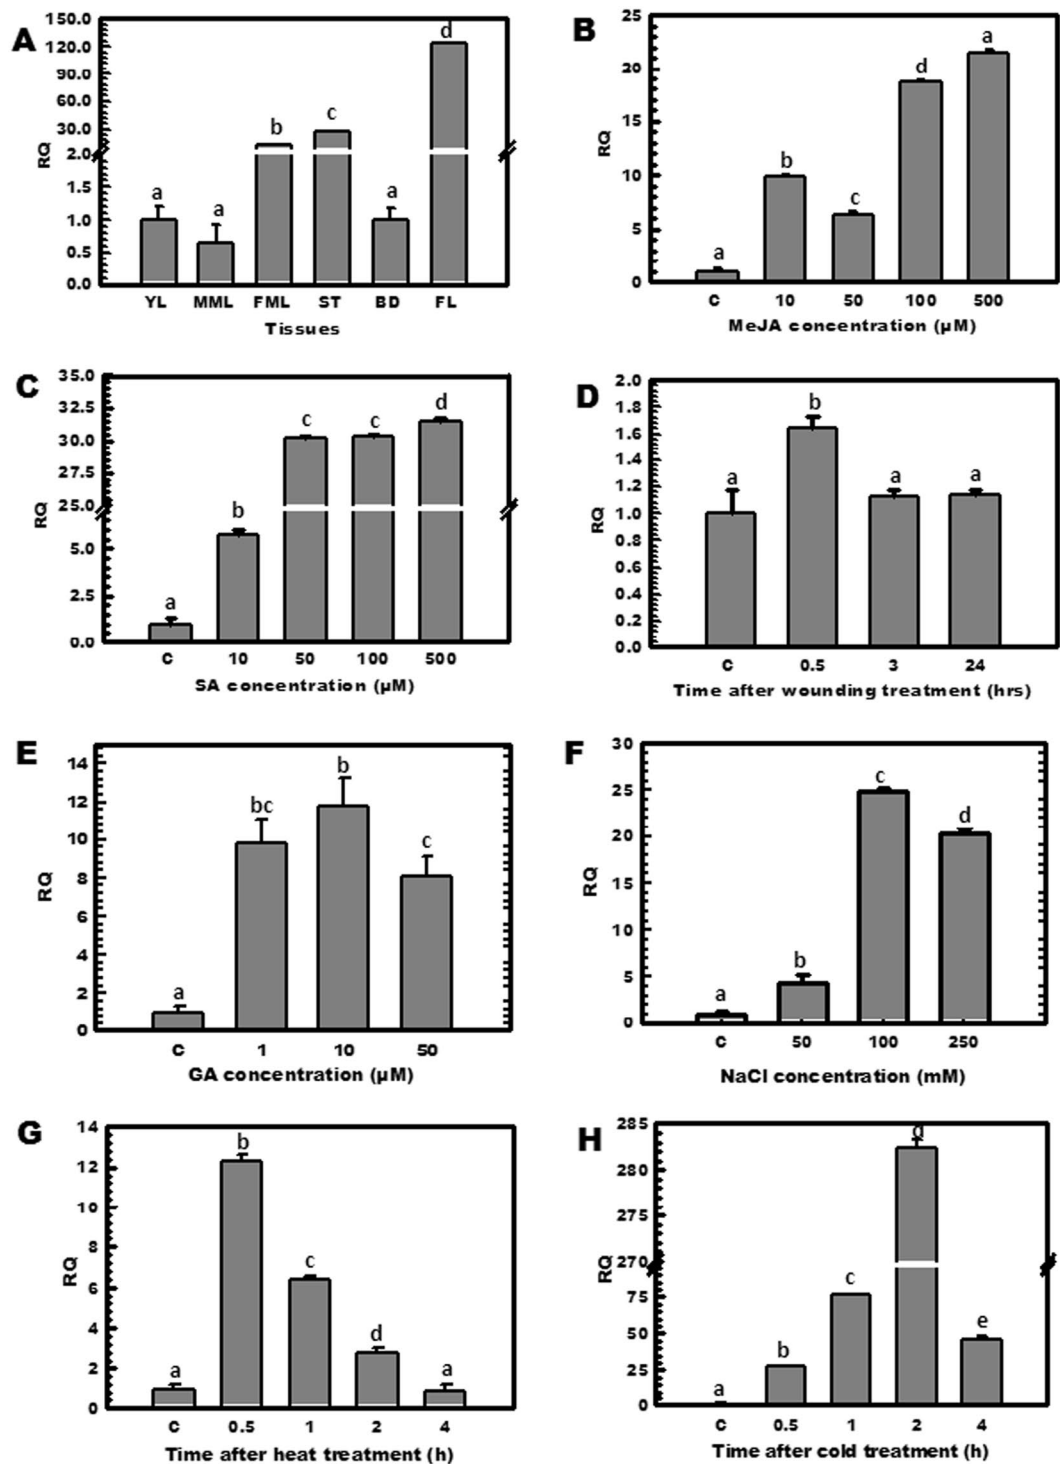 A
150.0
120.0
90.0
60.0
30.0
2.0
1.5
1.0
0.5
0.0
RQ
a a b c a d
YL MML FML ST BD FL
Tissues
B
25
20
15
10
5
0
RQ
a b c d a
C 10 50 100 500
MeJA concentration (µM)
C
35.0
32.5
30.0
27.5
25.0
5.0
2.5
0.0
RQ
a b c c d
C 10 50 100 500
SA concentration (µM)
D
2.0
1.8
1.6
1.4
1.2
1.0
0.8
0.6
0.4
0.2
0.0
RQ
a b a a
C 0.5 3 24
Time after wounding treatment (hrs)
E
14
12
10
8
6
4
2
0
RQ
a bc b c
C 1 10 50
GA concentration (µM)
F
30
25
20
15
10
5
0
RQ
a b c d
C 50 100 250
NaCl concentration (mM)
G
14
12
10
8
6
4
2
0
RQ
a b c d a
C 0.5 1 2 4
Time after heat treatment (h)
H
285
280
275
270
75
50
25
0
RQ
a b c d e
C 0.5 1 2 4
Time after cold treatment (h)